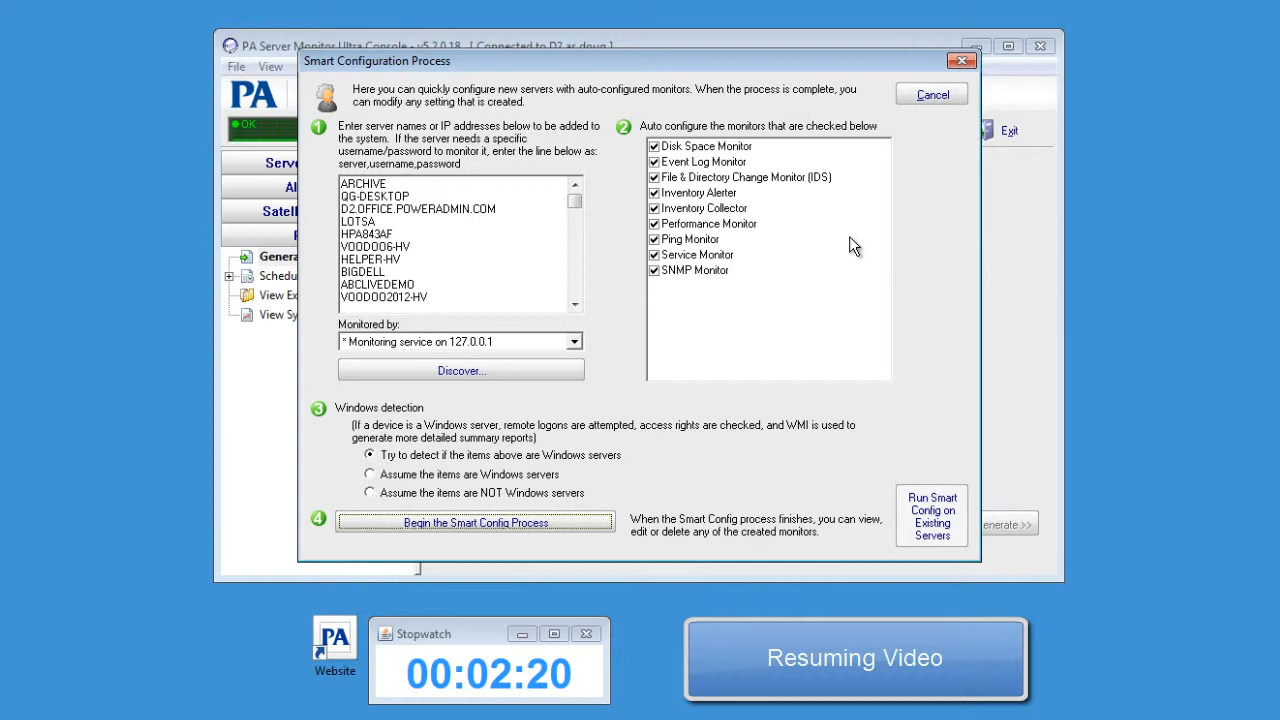 PA Server Monitor Ultra Console - v5.2.0.18 [ Connected to D2 as doug ]
Smart Configuration Process
File View
PA
OK
Serv
Al
Satell
Genera
Schedu
View Ex
View Sy
Exit
enerate >>
Here you can quickly configure new servers with auto-configured monitors. When the process is complete, you
can modify any setting that is created.
Cancel
1
Enter server names or IP addresses below to be added to
the system. If the server needs a specific
username/password to monitor it, enter the line below as:
server,username,password
ARCHIVE
QG-DESKTOP
D2.OFFICE.POWERADMIN.COM
LOTSA
HPA843AF
VOODOO6-HV
HELPER-HV
BIGDELL
ABCLIVEDEMO
VOODOO2012-HV
Monitored by:
* Monitoring service on 127.0.0.1
Discover...
2
Auto configure the monitors that are checked below
Disk Space Monitor
Event Log Monitor
File & Directory Change Monitor (IDS)
Inventory Alerter
Inventory Collector
Performance Monitor
Ping Monitor
Service Monitor
SNMP Monitor
3
Windows detection
(If a device is a Windows server, remote logons are attempted, access rights are checked, and WMI is used to
generate more detailed summary reports)
Try to detect if the items above are Windows servers
Assume the items are Windows servers
Assume the items are NOT Windows servers
4
Begin the Smart Config Process
When the Smart Config process finishes, you can view,
edit or delete any of the created monitors.
Run Smart
Config on
Existing
Servers
PA
Website
Stopwatch
00:02:20
Resuming Video